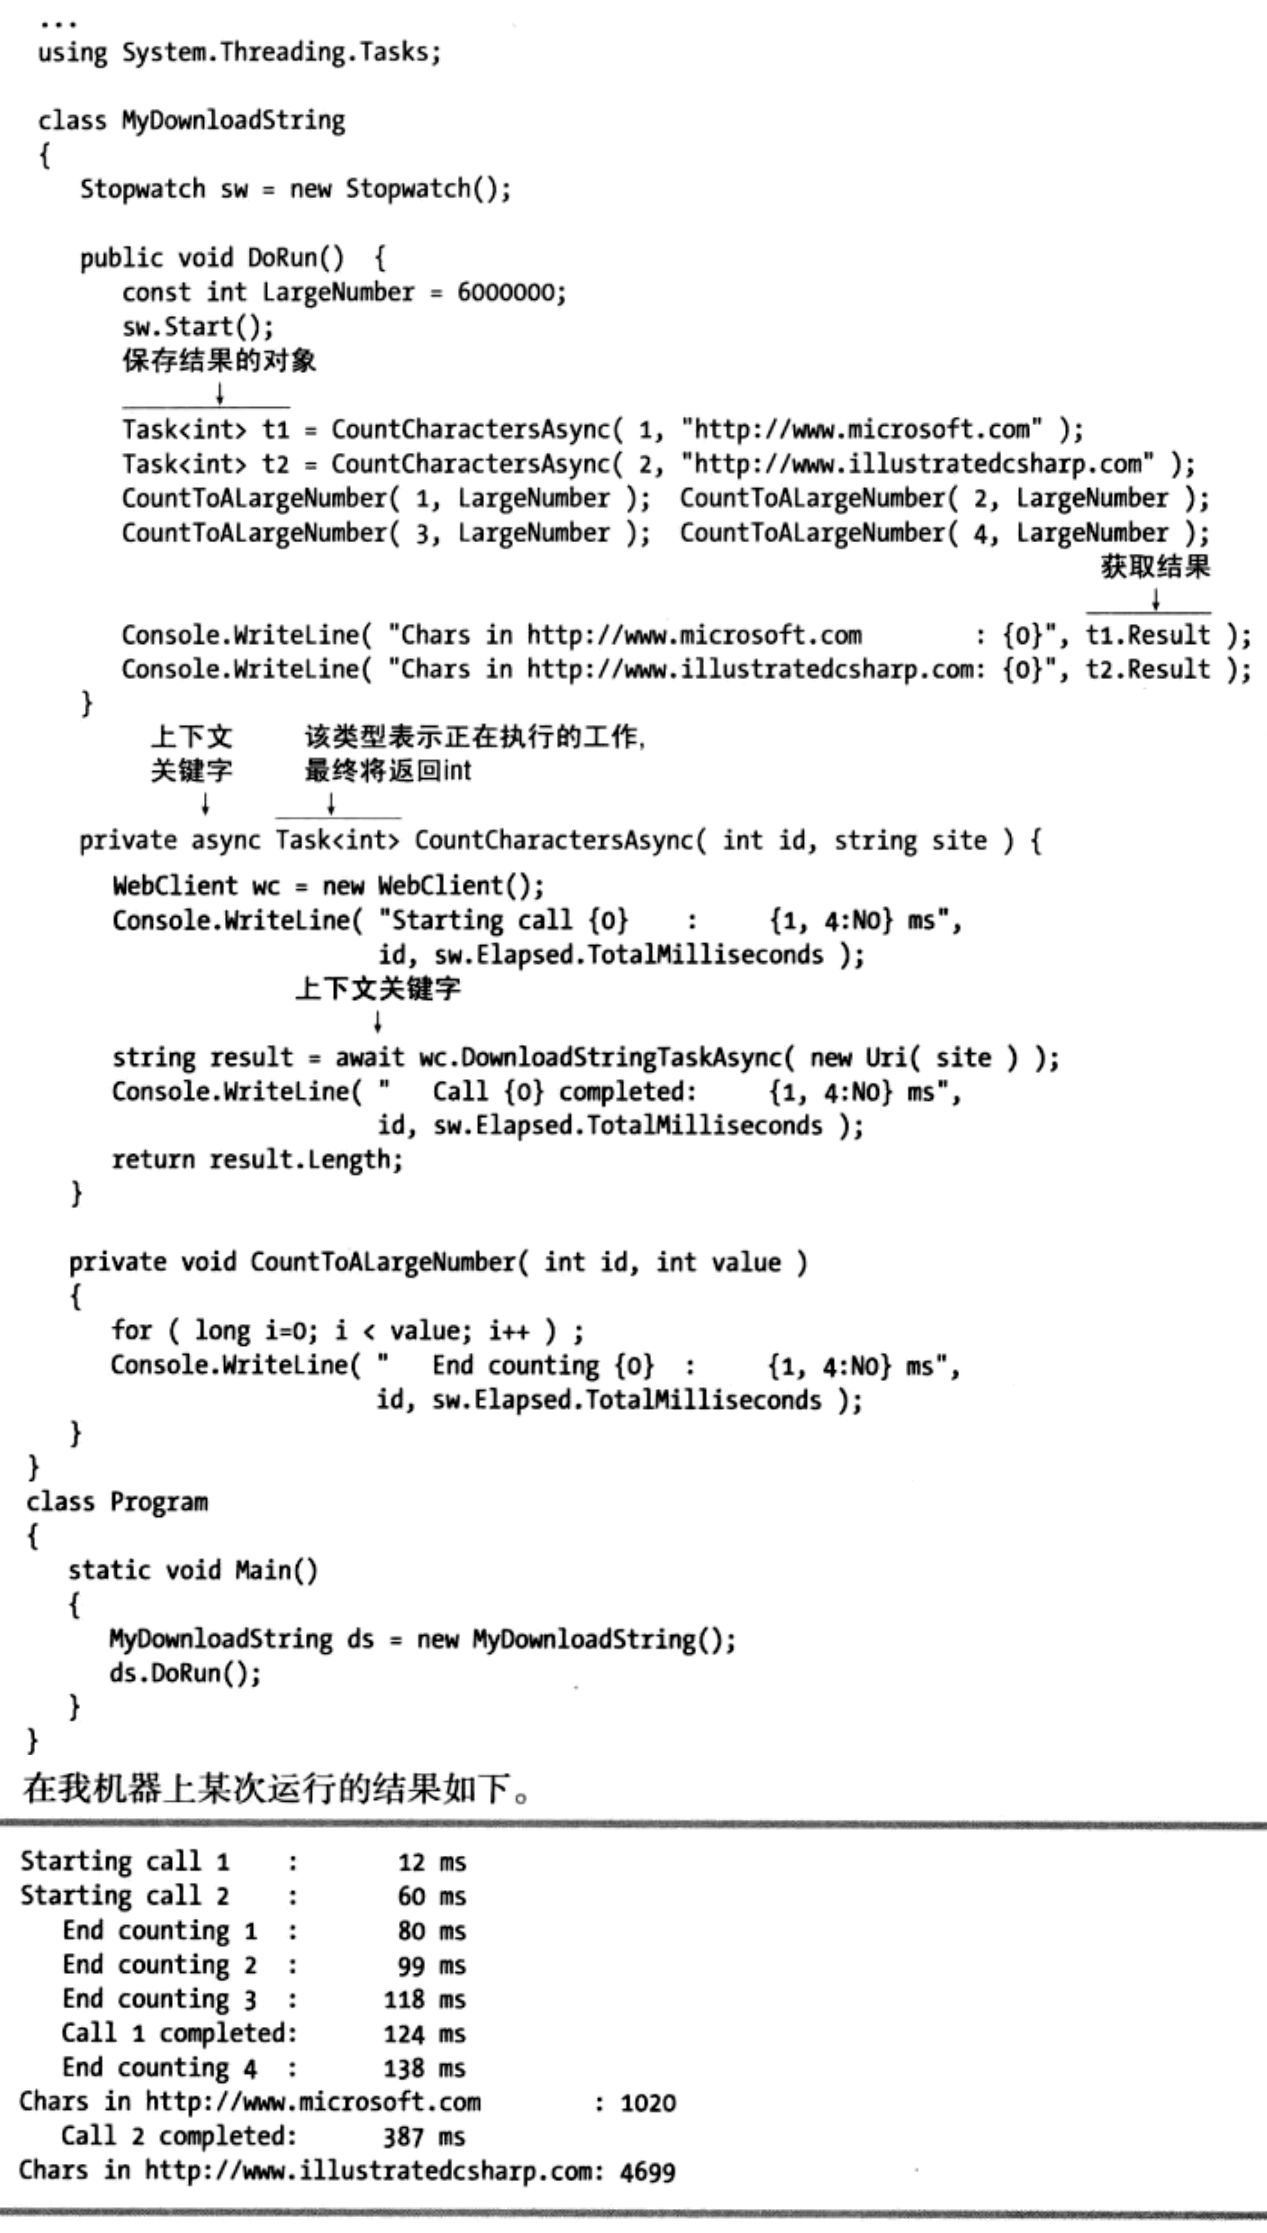 ...
using System.Threading.Tasks;
class MyDownloadString
{
Stopwatch sw = new Stopwatch();
public void DoRun() {
const int LargeNumber = 6000000;
sw.Start();
保存结果的对象
↓
Task<int> t1 = CountCharactersAsync( 1, "http://www.microsoft.com" );
Task<int> t2 = CountCharactersAsync( 2, "http://www.illustratedcsharp.com" );
CountToALargeNumber( 1, LargeNumber ); CountToALargeNumber( 2, LargeNumber );
CountToALargeNumber( 3, LargeNumber ); CountToALargeNumber( 4, LargeNumber );
获取结果
↓
Console.WriteLine( "Chars in http://www.microsoft.com : {0}", t1.Result );
Console.WriteLine( "Chars in http://www.illustratedcsharp.com: {0}", t2.Result );
}
上下文 该类型表示正在执行的工作,
关键字 最终将返回int
↓ ↓
private async Task<int> CountCharactersAsync( int id, string site ) {
WebClient wc = new WebClient();
Console.WriteLine( "Starting call {0} : {1, 4:N0} ms",
id, sw.Elapsed.TotalMilliseconds );
上下文关键字
↓
string result = await wc.DownloadStringTaskAsync( new Uri( site ) );
Console.WriteLine( " Call {0} completed: {1, 4:N0} ms",
id, sw.Elapsed.TotalMilliseconds );
return result.Length;
}
private void CountToALargeNumber( int id, int value )
{
for ( long i=0; i < value; i++ ) ;
Console.WriteLine( " End counting {0} : {1, 4:N0} ms",
id, sw.Elapsed.TotalMilliseconds );
}
}
class Program
{
static void Main()
{
MyDownloadString ds = new MyDownloadString();
ds.DoRun();
}
}
在我机器上某次运行的结果如下。
Starting call 1 : 12 ms
Starting call 2 : 60 ms
End counting 1 : 80 ms
End counting 2 : 99 ms
End counting 3 : 118 ms
Call 1 completed: 124 ms
End counting 4 : 138 ms
Chars in http://www.microsoft.com : 1020
Call 2 completed: 387 ms
Chars in http://www.illustratedcsharp.com: 4699